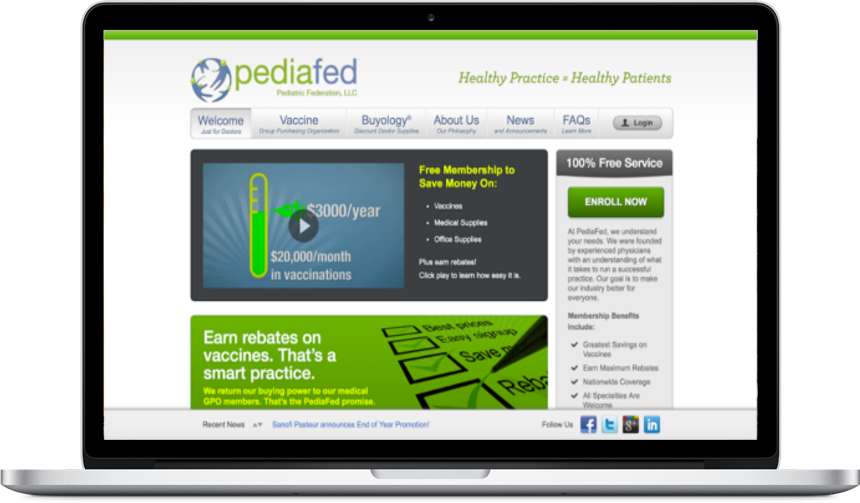 pediafed
Pediatric Federation, LLC
Healthy Practice = Healthy Patients
Welcome
Just for Doctors
Vaccine
Group Purchasing Organization
Buyology®
Discount Doctor Supplies
About Us
Our Philosophy
News
and Announcements
FAQs
Learn More
Login
$3000/year
$20,000/month
in vaccinations
Free Membership to
Save Money On:
• Vaccines
• Medical Supplies
• Office Supplies
Plus earn rebates!
Click play to learn how easy it is.
100% Free Service
ENROLL NOW
At PediaFed, we understand
your needs. We were founded
by experienced physicians
with an understanding of what
it takes to run a successful
practice. Our goal is to make
our industry better for
everyone.
Membership Benefits
Include:
Greatest Savings on
Vaccines
Earn Maximum Rebates
Nationwide Coverage
All Specialties Are
Welcome
Earn rebates on
vaccines. That's a
smart practice.
We return our buying power to our medical
GPO members. That's the PediaFed promise.
Best prices
Easy signup
Save m
Reba
Recent News
Sanofi Pasteur announces End of Year Promotion!
Follow Us
f
t
g+
in